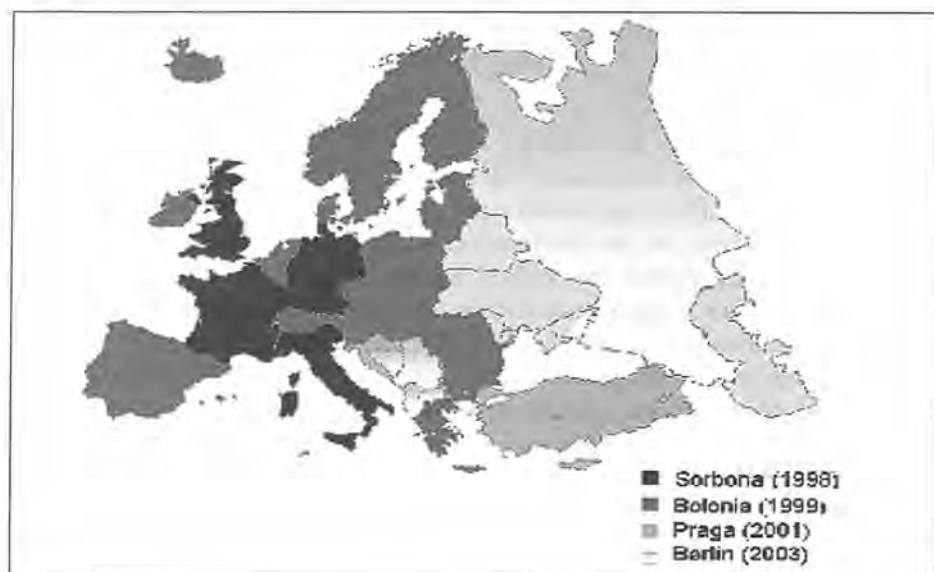 Sorbona (1998)
Bolonia (1999)
Praga (2001)
Berlin (2003)